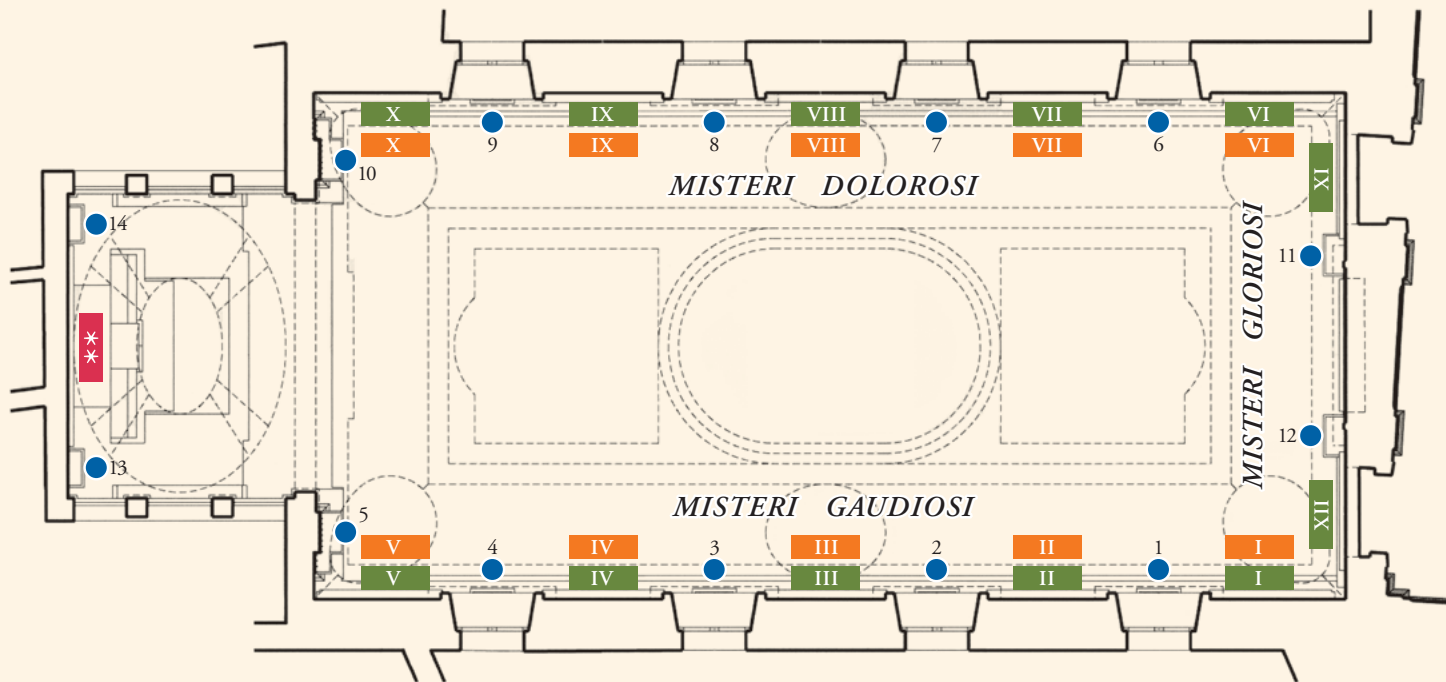 X IX VIII VII VI
X IX VIII VII VI
9 8 7 6
10
MISTERI DOLOROSI
XI
14
11
MISTERI GLORIOSI
**
12
13
XII
MISTERI GAUDIOSI
5
4 3 2 1
V IV III II I
V IV III II I